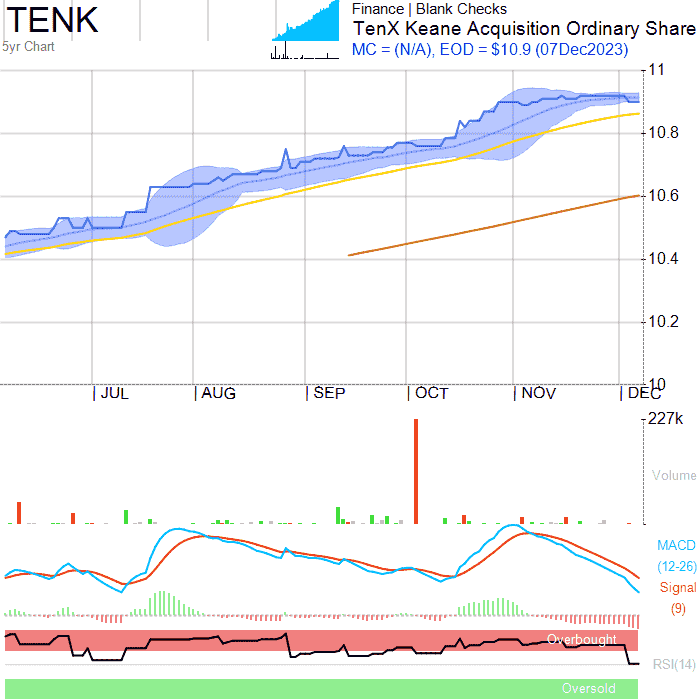 TENK
5yr Chart
Finance | Blank Checks
TenX Keane Acquisition Ordinary Share
MC = (N/A), EOD = $10.9 (07Dec2023)
11
10.8
10.6
10.4
10.2
10
JUL AUG SEP OCT NOV DEC
227k
Volume
MACD
(12-26)
Signal
(9)
Overbought
RSI(14)
Oversold